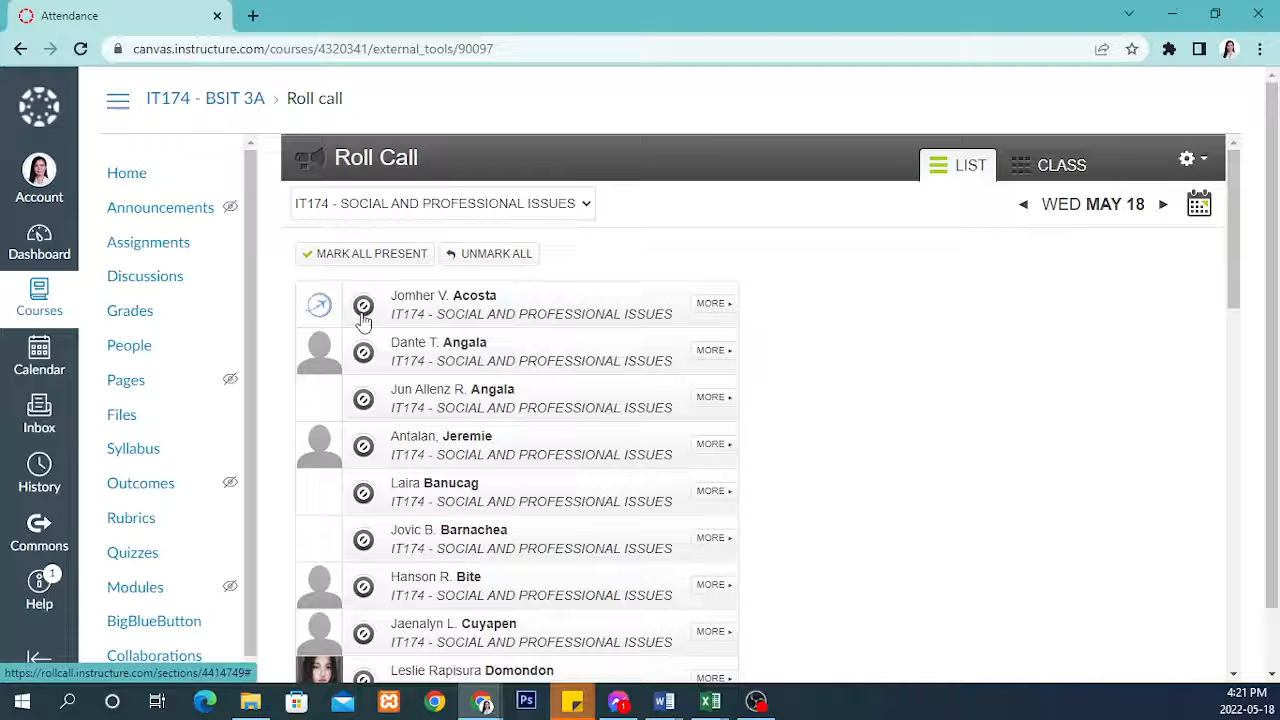 Attendance
canvas.instructure.com/courses/4320341/external_tools/90097
IT174 - BSIT 3A › Roll call
Account
Dashboard
Courses
Calendar
Inbox
History
Commons
1
Help
Home
Announcements
Assignments
Discussions
Grades
People
Pages
Files
Syllabus
Outcomes
Rubrics
Quizzes
Modules
BigBlueButton
Collaborations
Roll Call
LIST
CLASS
IT174 - SOCIAL AND PROFESSIONAL ISSUES
WED MAY 18
MARK ALL PRESENT
UNMARK ALL
Jomher V. Acosta
IT174 - SOCIAL AND PROFESSIONAL ISSUES
MORE
Dante T. Angala
IT174 - SOCIAL AND PROFESSIONAL ISSUES
MORE
Jun Allenz R. Angala
IT174 - SOCIAL AND PROFESSIONAL ISSUES
MORE
Antalan, Jeremie
IT174 - SOCIAL AND PROFESSIONAL ISSUES
MORE
Laira Banucag
IT174 - SOCIAL AND PROFESSIONAL ISSUES
MORE
Jovic B. Barnachea
IT174 - SOCIAL AND PROFESSIONAL ISSUES
MORE
Hanson R. Bite
IT174 - SOCIAL AND PROFESSIONAL ISSUES
MORE
Jaenalyn L. Cuyapen
IT174 - SOCIAL AND PROFESSIONAL ISSUES
MORE
Leslie Rapisura Domondon
MORE
https://rollcall.instructure.com/sections/4414749#
Ps
1
4:21 PM
2022-05-18